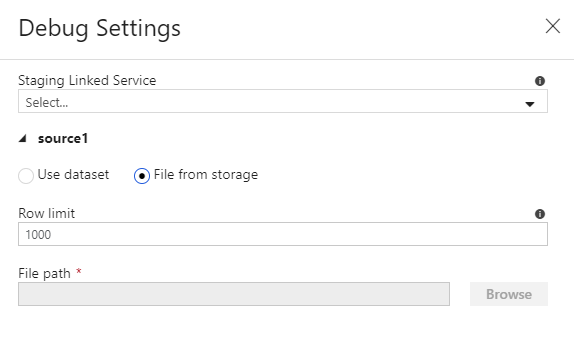 Debug Settings
Staging Linked Service
Select...
source1
Use dataset
File from storage
Row limit
1000
File path *
Browse